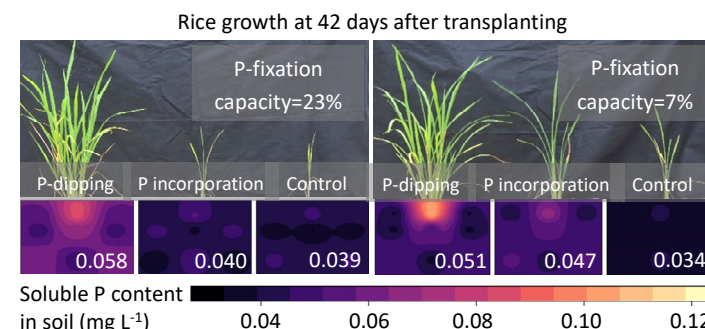 Rice growth at 42 days after transplanting
P-fixation
capacity=23%
P-fixation
capacity=7%
P-dipping P incorporation Control
P-dipping P incorporation Control
0.058 0.040 0.039 0.051 0.047 0.034
Soluble P content
in soil (mg L⁻¹)
0.04 0.06 0.08 0.10 0.12